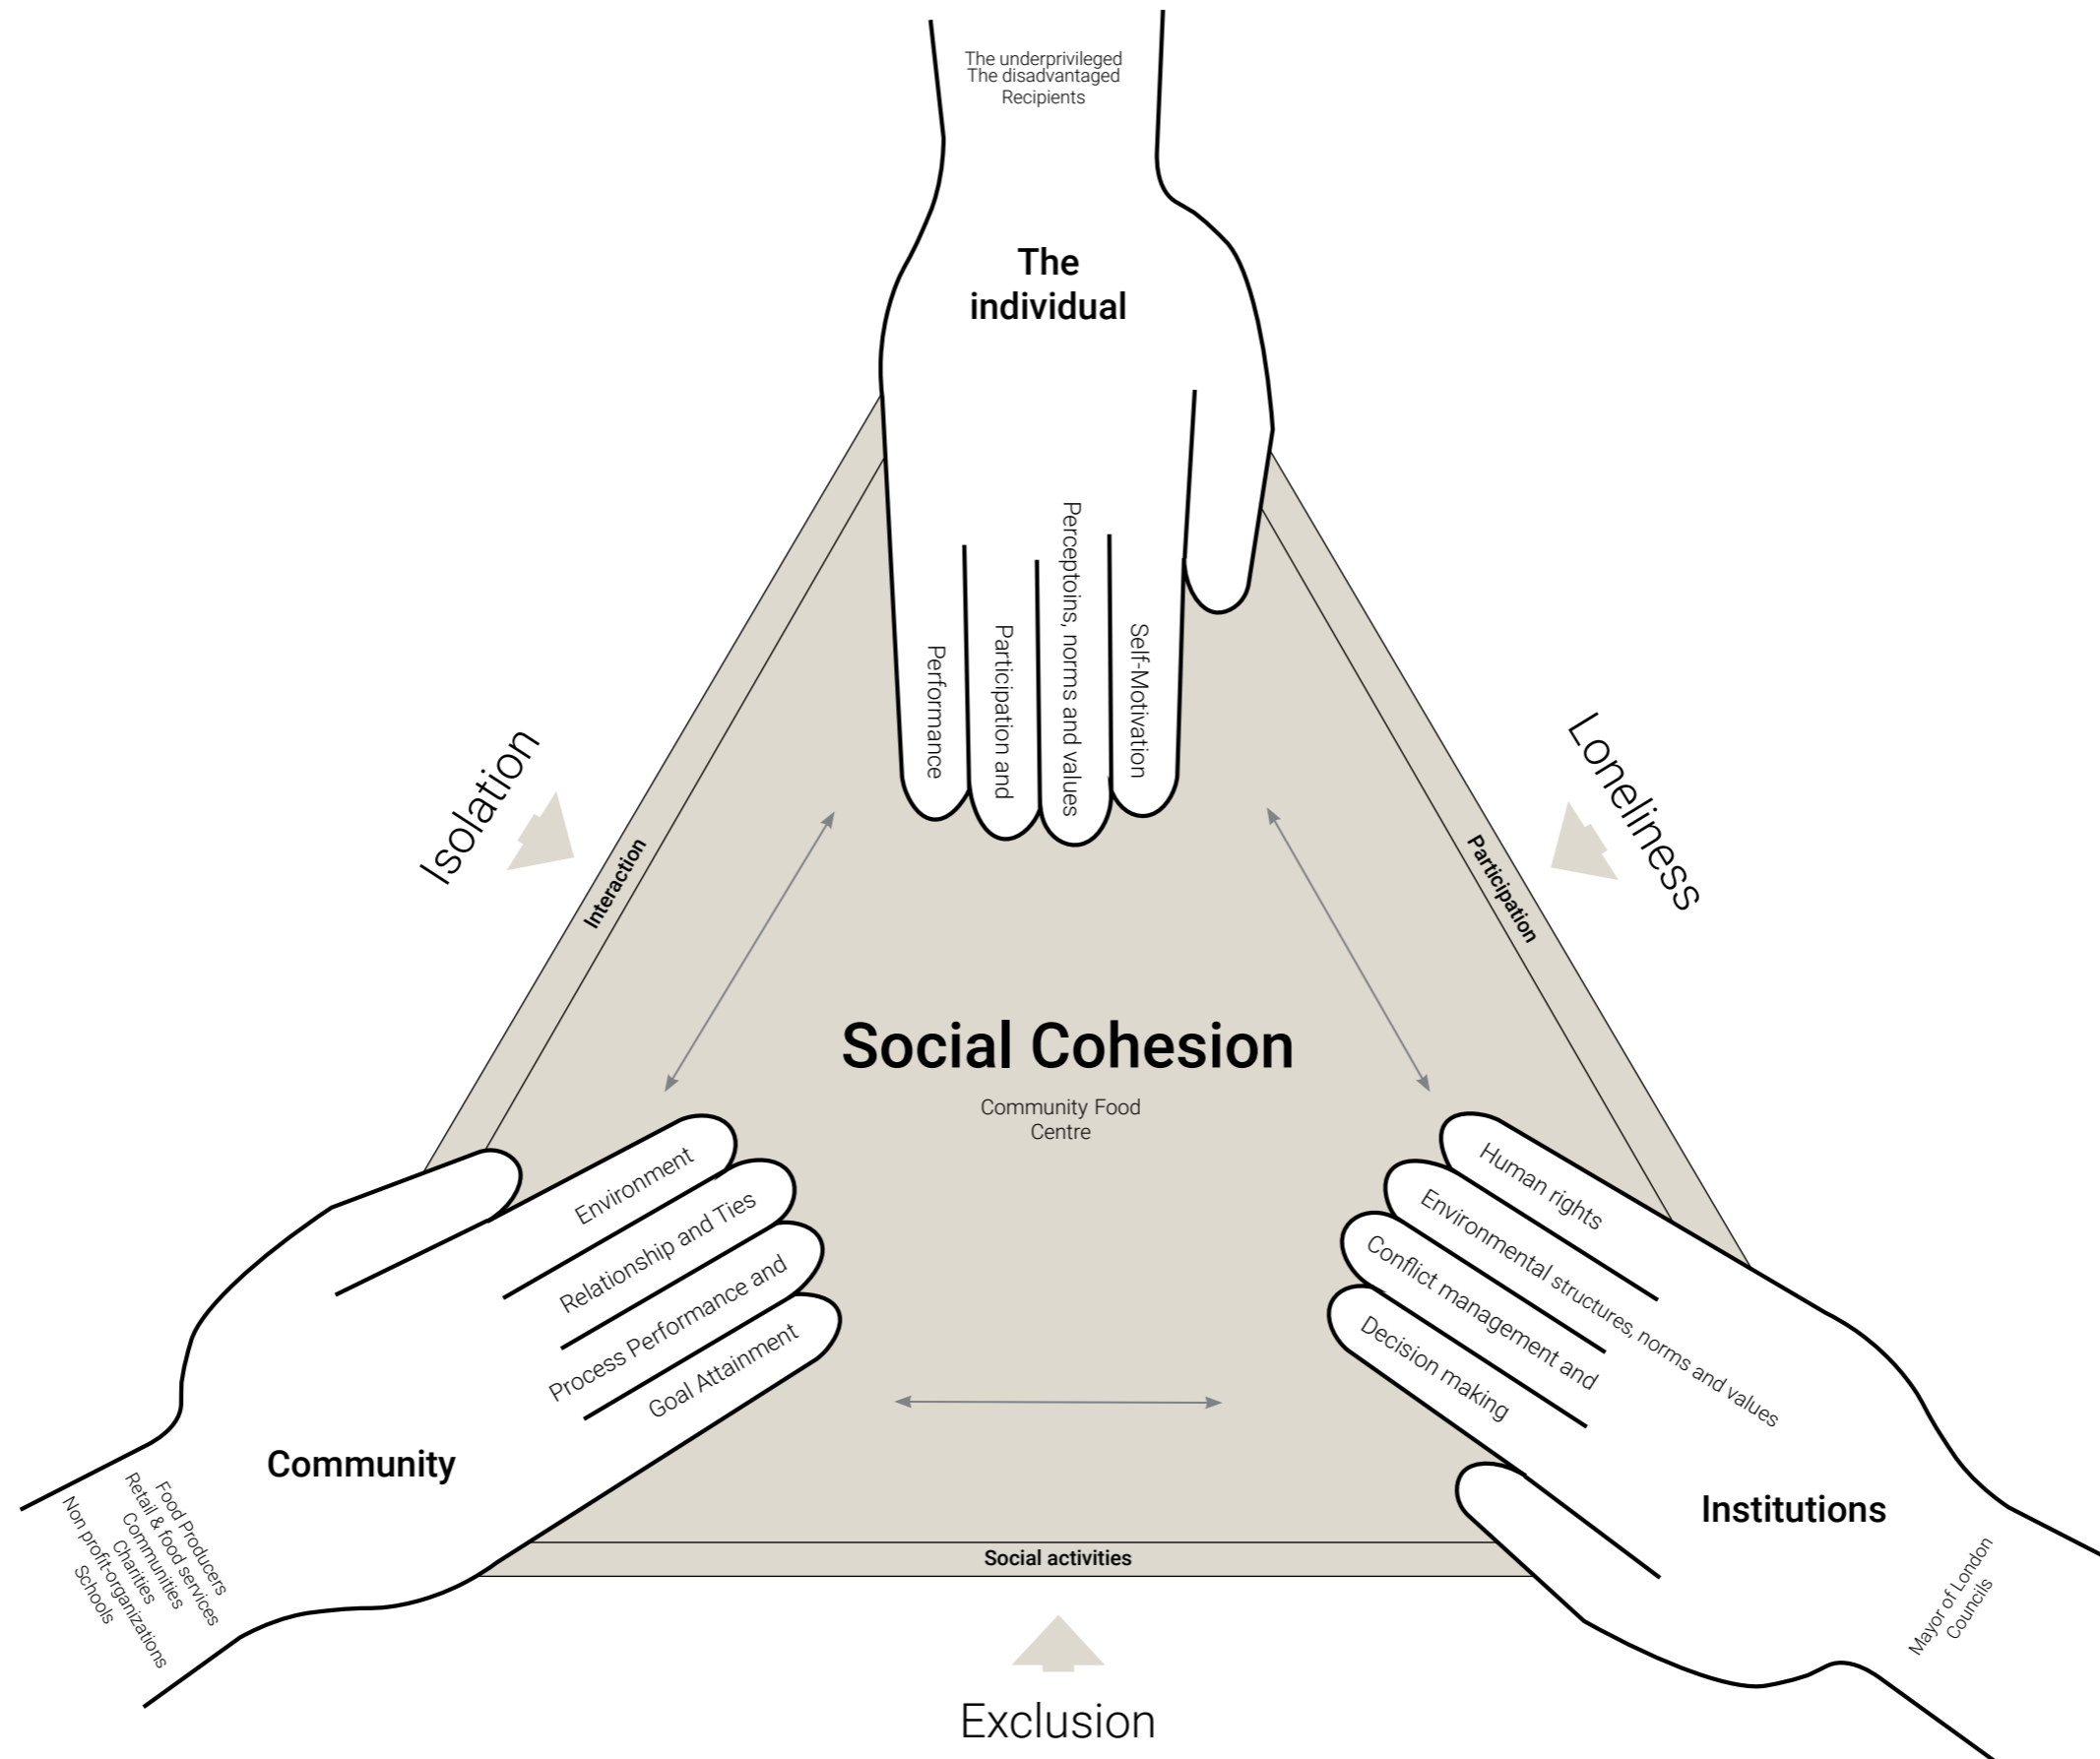 The underprivileged
The disadvantaged
Recipients
The
individual
Performance
Participation and
Perceptoins, norms and values
Self-Motivation
Isolation
Loneliness
Interaction
Participation
Social Cohesion
Community Food
Centre
Environment
Relationship and Ties
Process Performance and
Goal Attainment
Human rights
Environmental structures, norms and values
Conflict management and
Decision making
Community
Food Producers
Retail & food services
Communities
Charities
Non profit-organizations
Schools
Institutions
Mayor of London
Councils
Social activities
Exclusion